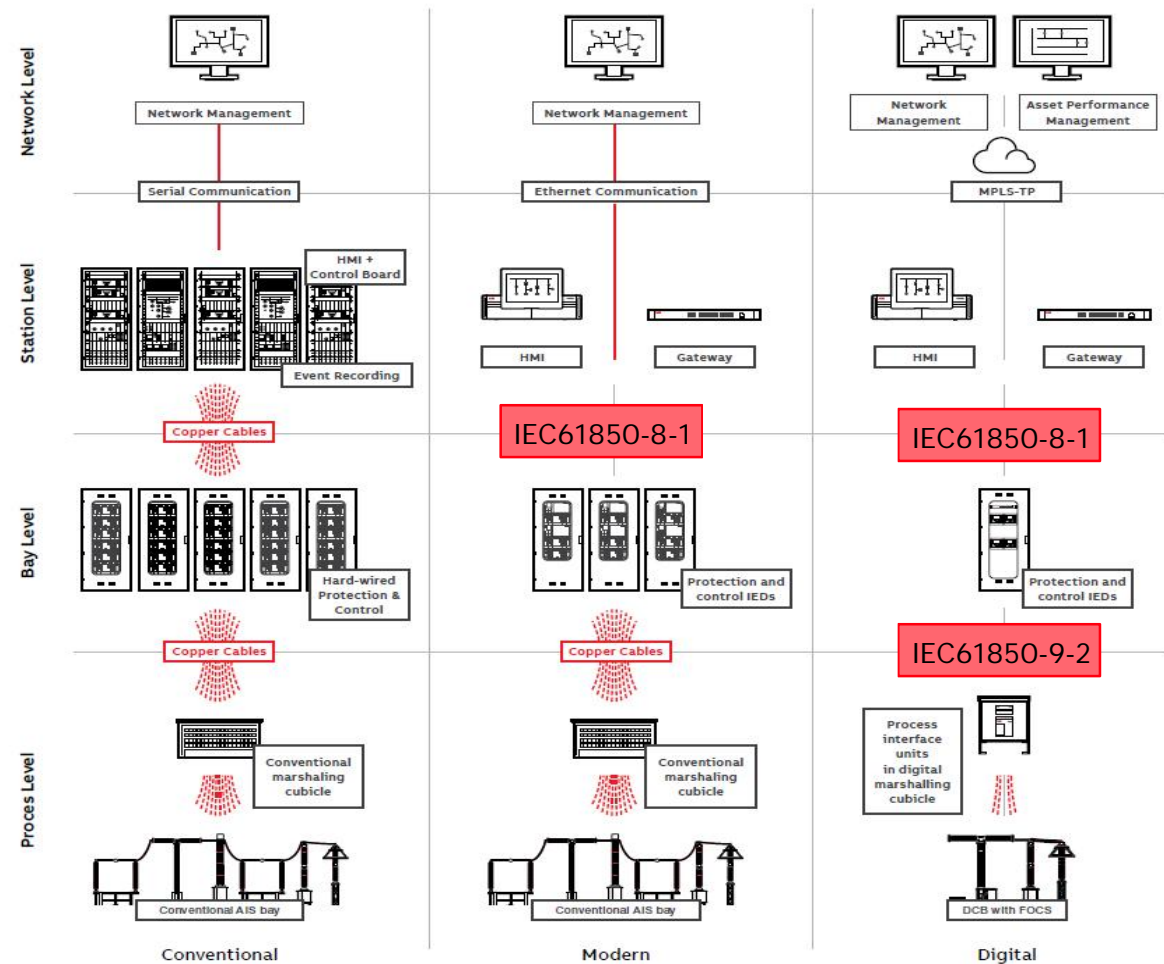 Network Level
Network Management
Network Management
Network
Management
Asset Performance
Management
Serial Communication
Ethernet Communication
MPLS-TP
Station Level
HMI +
Control Board
Event Recording
HMI
Gateway
HMI
Gateway
Copper Cables
IEC61850-8-1
IEC61850-8-1
Bay Level
Hard-wired
Protection &
Control
Protection and
control IEDs
Protection and
control IEDs
Copper Cables
Copper Cables
IEC61850-9-2
Proces Level
Conventional
marshaling
cubicle
Conventional
marshaling
cubicle
Process
interface
units
in digital
marshalling
cubicle
Conventional AIS bay
Conventional AIS bay
DCB with FOCS
Conventional
Modern
Digital